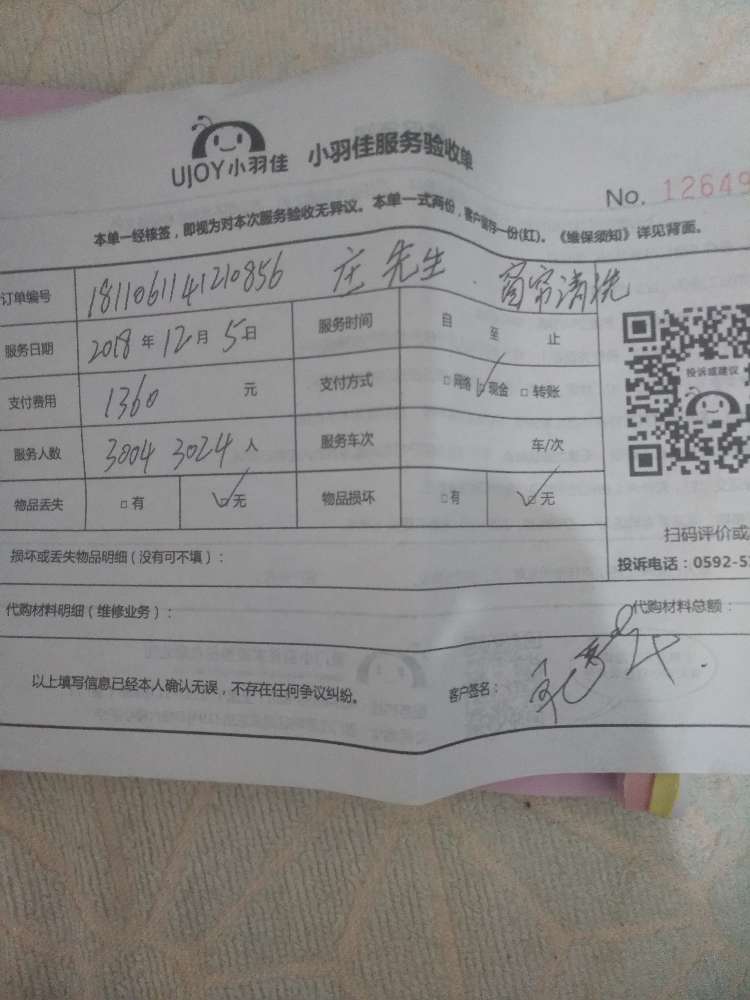 UJOY小羽佳 小羽佳服务验收单
No. 12649
本单一经核签，即视为对本次服务验收无异议。本单一式两份，客户留存一份(红)。《维保须知》详见背面。
订单编号 1811061141210856 庄先生 窗帘清洗
服务日期 2018年12月5日 服务时间 自 至 止
支付费用 1360 元 支付方式 □网络 ☑现金 □转账
服务人数 3004 3024 人 服务车次 车/次
物品丢失 □有 ☑无 物品损坏 □有 ☑无
投诉或建议
扫码评价或
投诉电话：0592-5
损坏或丢失物品明细（没有可不填）：
代购材料明细（维修业务）： 代购材料总额：
以上填写信息已经本人确认无误，不存在任何争议纠纷。 客户签名：